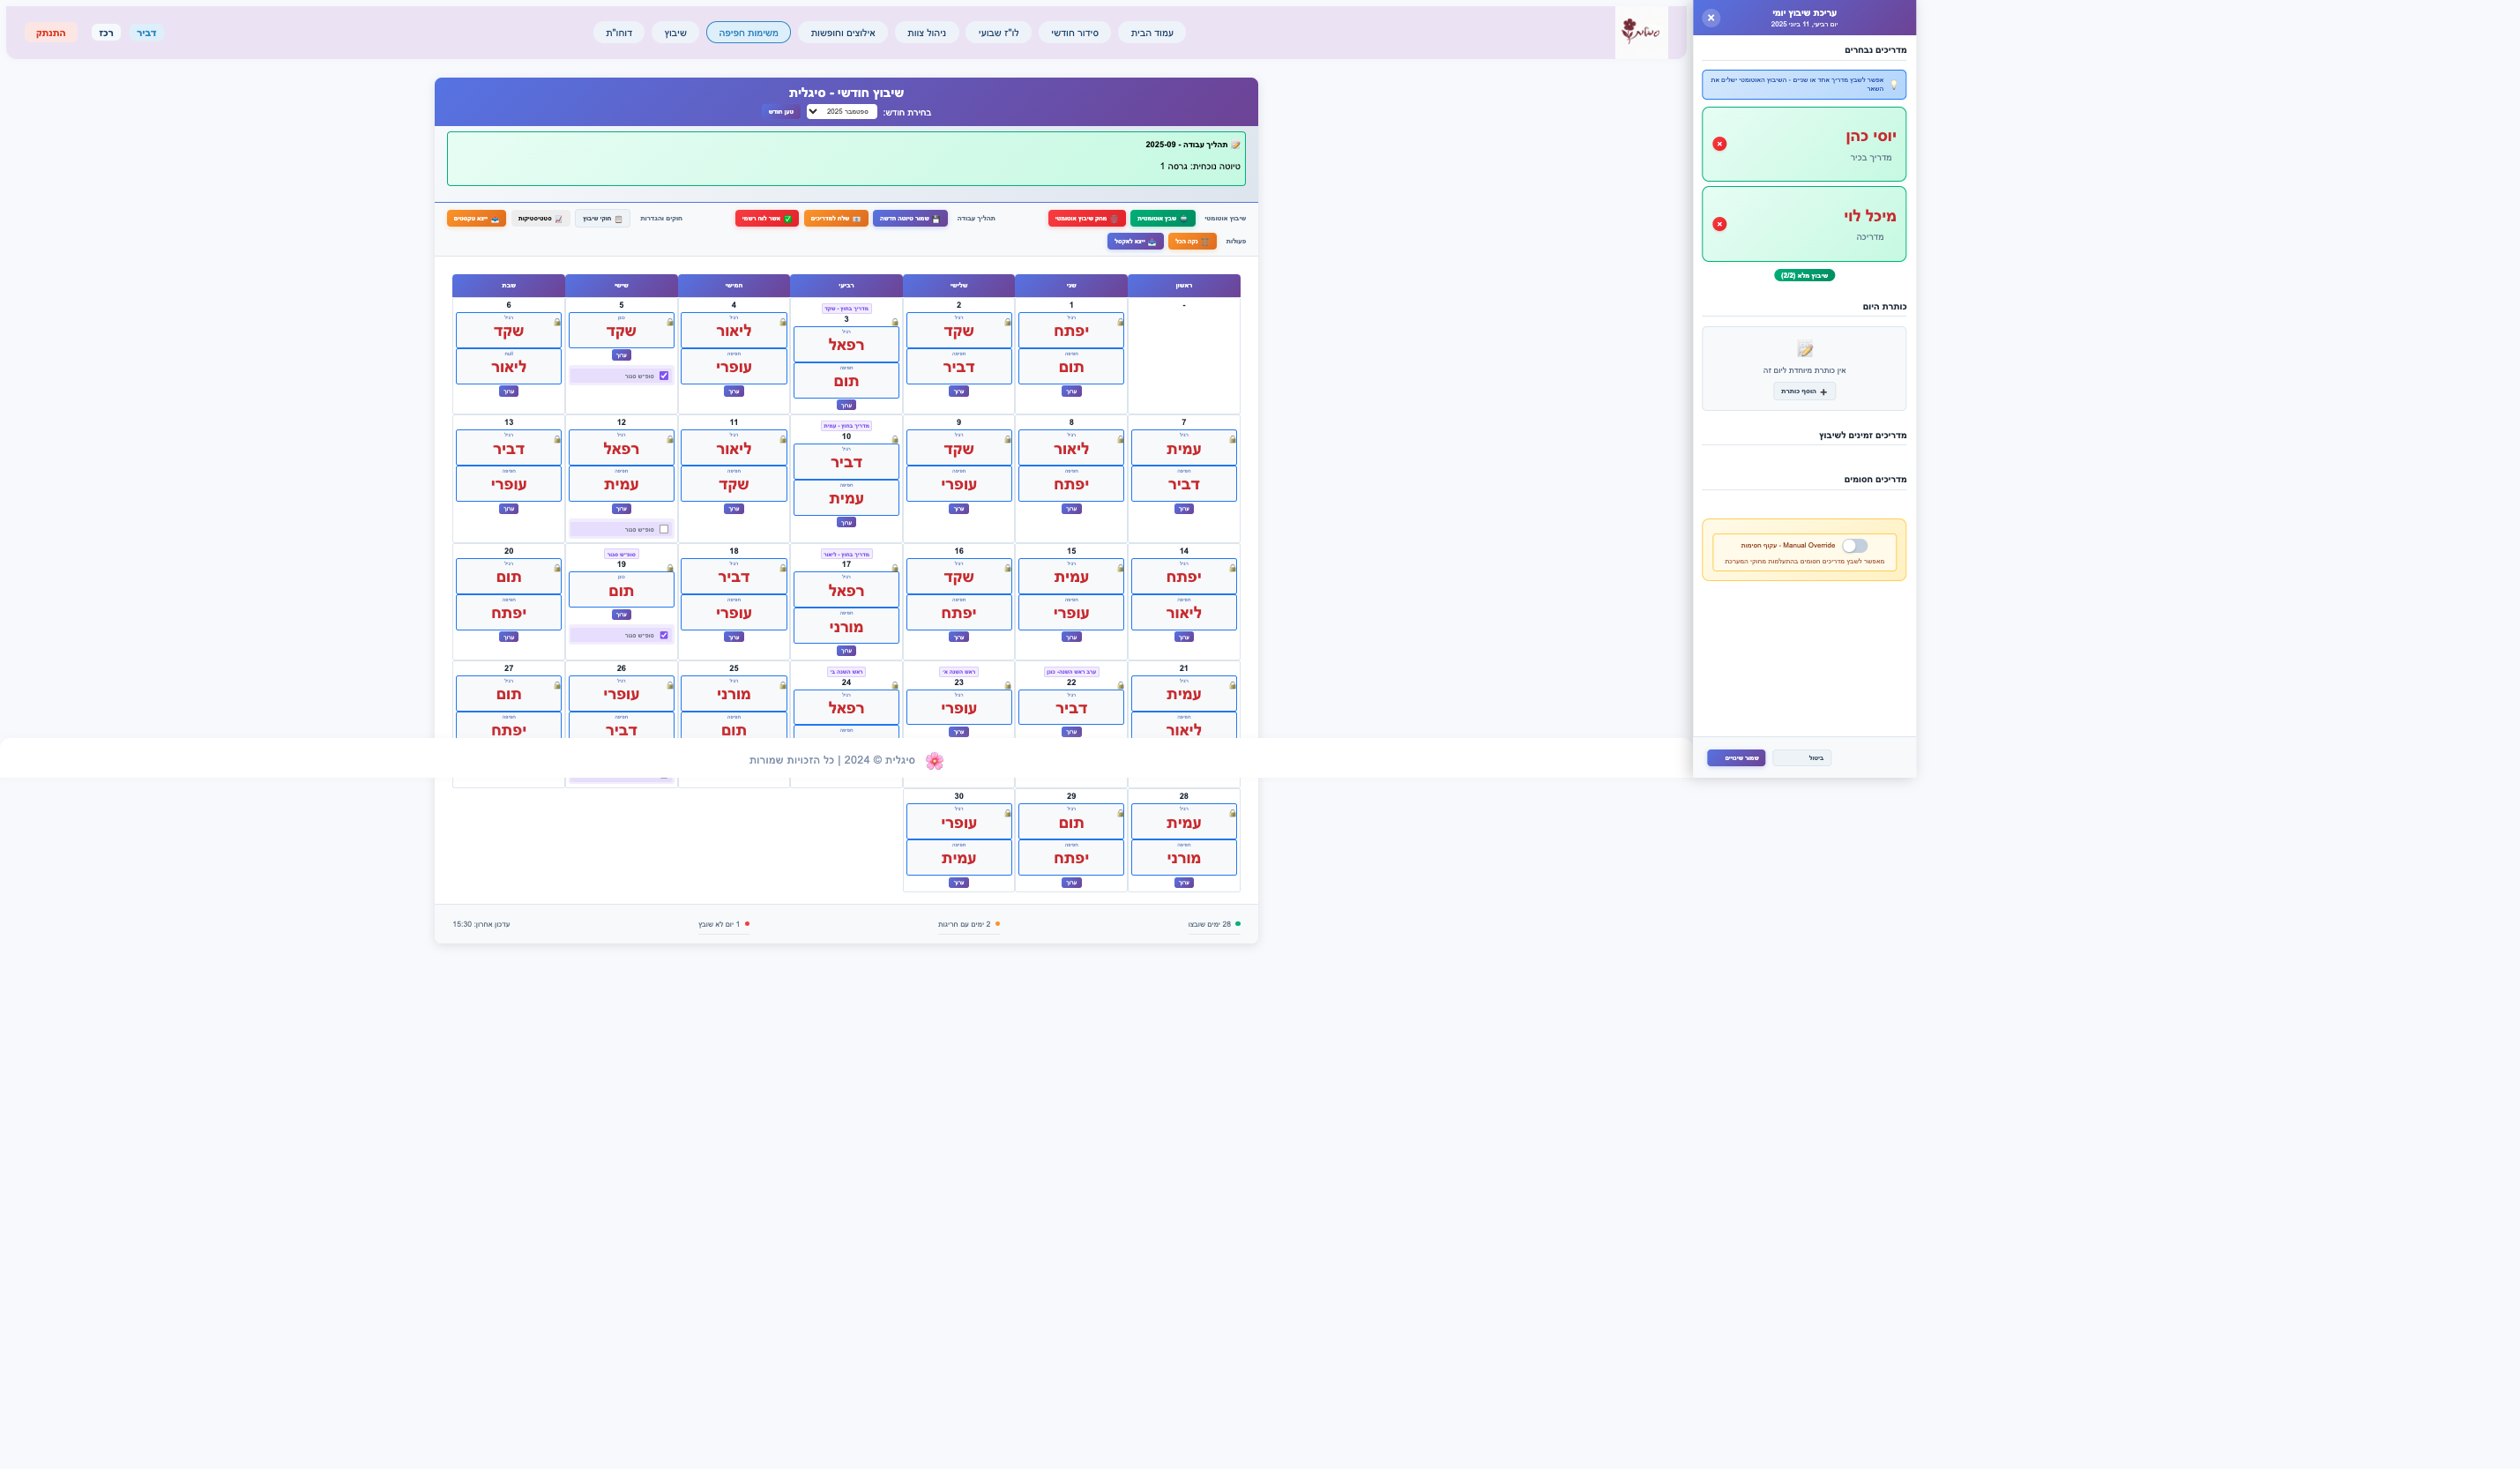 עריכת שיבוץ יומי
יום רביעי, 11 ביוני 2025
מדריכים נבחרים
אפשר לשבץ מדריך אחד או שניים - השיבוץ האוטומטי ישלים את השאר
יוסי כהן
מדריך בכיר
מיכל לוי
מדריכה
שיבוץ מלא (2/2)
כותרת היום
אין כותרת מיוחדת ליום זה
הוסף כותרת
מדריכים זמינים לשיבוץ
מדריכים חסומים
Manual Override - עקוף חסימות
מאפשר לשבץ מדריכים חסומים בהתעלמות מחוקי המערכת
ביטול
שמור שינויים
סיגלית
עמוד הבית
סידור חודשי
לו"ז שבועי
ניהול צוות
אילוצים וחופשות
משימות חפיפה
שיבוץ
דוחו"ת
דביר
רכז
התנתק
שיבוץ חודשי - סיגלית
בחירת חודש: ספטמבר 2025 טען חודש
תהליך עבודה - 2025-09
טיוטה נוכחית: גרסה 1
שיבוץ אוטומטי שבץ אוטומטית מחק שיבוץ אוטומטי
תהליך עבודה שמור טיוטה חדשה שלח למדריכים אשר לוח רשמי
חוקים והגדרות חוקי שיבוץ סטטיסטיקות ייצא טקסטים
פעולות נקה הכל ייצא לאקסל
ראשון שני שלישי רביעי חמישי שישי שבת
-
1
רגיל
יפתח
חפיפה
תום
ערוך
2
רגיל
שקד
חפיפה
דביר
ערוך
מדריך בחוץ - שקד
3
רגיל
רפאל
חפיפה
תום
ערוך
4
רגיל
ליאור
חפיפה
עופרי
ערוך
5
כונן
שקד
ערוך
סופ״ש סגור
6
רגיל
שקד
ליאור
ערוך
7
רגיל
עמית
חפיפה
דביר
ערוך
8
רגיל
ליאור
חפיפה
יפתח
ערוך
9
רגיל
שקד
חפיפה
עופרי
ערוך
מדריך בחוץ - עמית
10
רגיל
דביר
חפיפה
עמית
ערוך
11
רגיל
ליאור
חפיפה
שקד
ערוך
12
רגיל
רפאל
חפיפה
עמית
ערוך
סופ״ש סגור
13
רגיל
דביר
חפיפה
עופרי
ערוך
14
רגיל
יפתח
חפיפה
ליאור
ערוך
15
רגיל
עמית
חפיפה
עופרי
ערוך
16
רגיל
שקד
חפיפה
יפתח
ערוך
מדריך בחוץ - ליאור
17
רגיל
רפאל
חפיפה
מורני
ערוך
18
רגיל
דביר
חפיפה
עופרי
ערוך
סופ״ש סגור
19
כונן
תום
ערוך
סופ״ש סגור
20
רגיל
תום
חפיפה
יפתח
ערוך
21
רגיל
עמית
חפיפה
ליאור
ערב ראש השנה- כונן
22
רגיל
דביר
ערוך
ראש השנה א׳
23
רגיל
עופרי
ערוך
ראש השנה ב׳
24
רגיל
רפאל
חפיפה
25
רגיל
מורני
חפיפה
תום
26
רגיל
עופרי
חפיפה
דביר
27
רגיל
תום
חפיפה
יפתח
סיגלית © 2024 | כל הזכויות שמורות
28
רגיל
עמית
חפיפה
מורני
ערוך
29
רגיל
תום
חפיפה
יפתח
ערוך
30
רגיל
עופרי
חפיפה
עמית
ערוך
28 ימים שובצו
2 ימים עם חריגות
1 יום לא שובץ
עדכון אחרון: 15:30